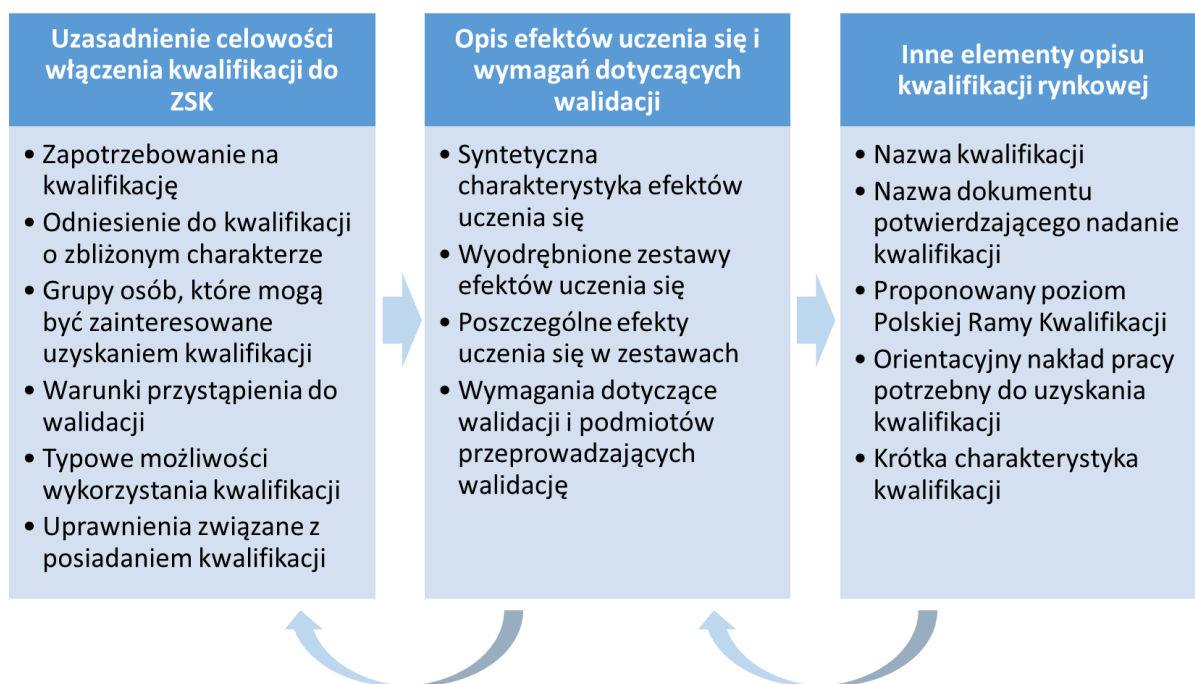 Uzasadnienie celowości
włączenia kwalifikacji do
ZSK
• Zapotrzebowanie na
kwalifikację
• Odniesienie do kwalifikacji
o zbliżonym charakterze
• Grupy osób, które mogą
być zainteresowane
uzyskaniem kwalifikacji
• Warunki przystąpienia do
walidacji
• Typowe możliwości
wykorzystania kwalifikacji
• Uprawnienia związane z
posiadaniem kwalifikacji
Opis efektów uczenia się i
wymagań dotyczących
walidacji
• Syntetyczna
charakterystyka efektów
uczenia się
• Wyodrębnione zestawy
efektów uczenia się
• Poszczególne efekty
uczenia się w zestawach
• Wymagania dotyczące
walidacji i podmiotów
przeprowadzających
walidację
Inne elementy opisu
kwalifikacji rynkowej
• Nazwa kwalifikacji
• Nazwa dokumentu
potwierdzającego nadanie
kwalifikacji
• Proponowany poziom
Polskiej Ramy Kwalifikacji
• Orientacyjny nakład pracy
potrzebny do uzyskania
kwalifikacji
• Krótka charakterystyka
kwalifikacji